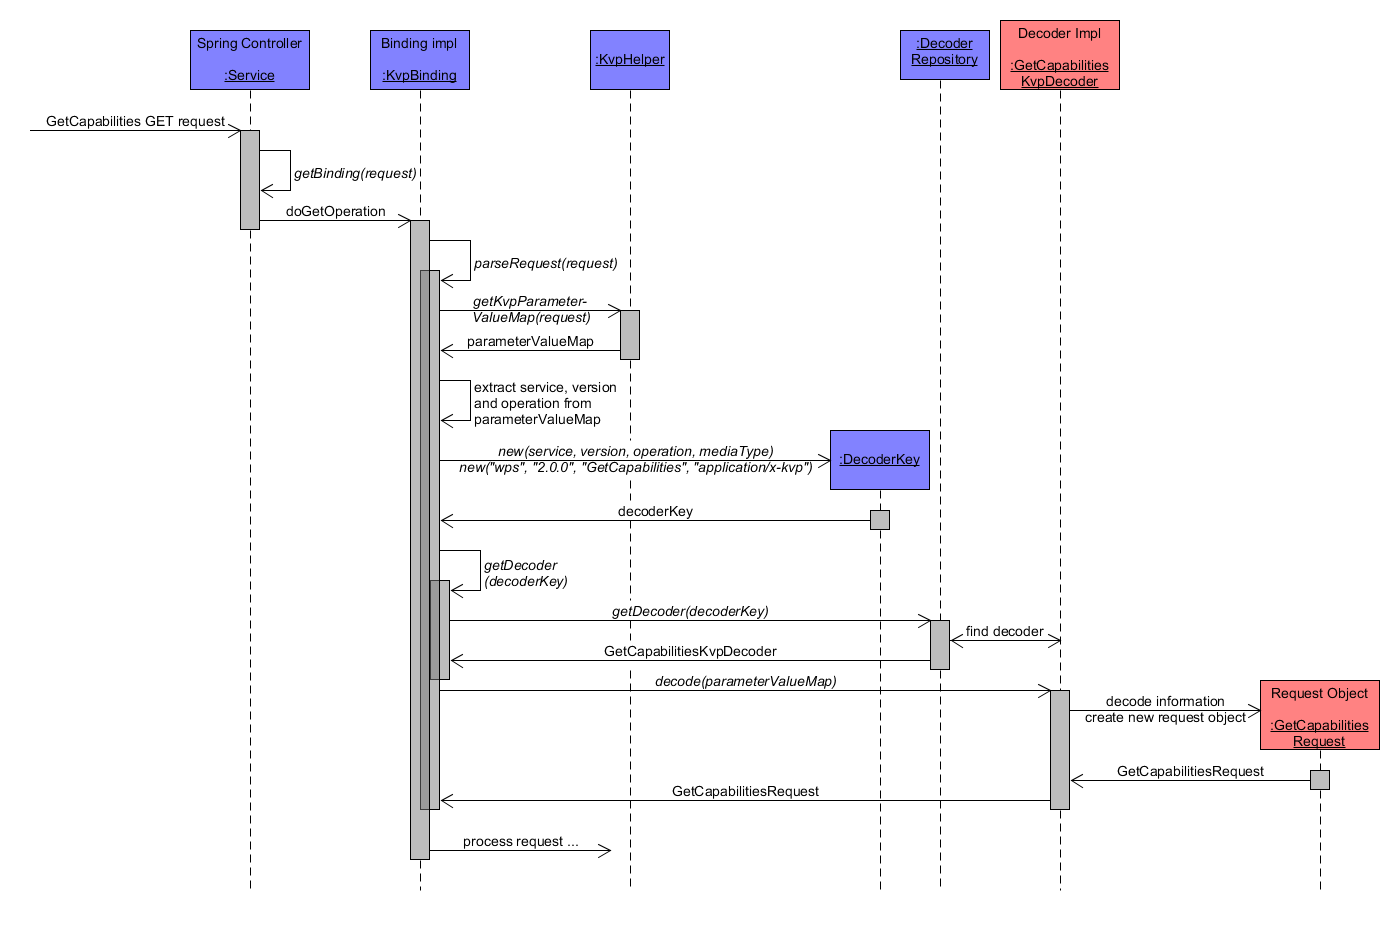 Spring Controller
:Service
Binding impl
:KvpBinding
:KvpHelper
:Decoder
Repository
Decoder Impl
:GetCapabilities
KvpDecoder
GetCapabilities GET request
getBinding(request)
doGetOperation
parseRequest(request)
getKvpParameter-
ValueMap(request)
parameterValueMap
extract service, version
and operation from
parameterValueMap
new(service, version, operation, mediaType)
new("wps", "2.0.0", "GetCapabilities", "application/x-kvp")
:DecoderKey
decoderKey
getDecoder
(decoderKey)
getDecoder(decoderKey)
find decoder
GetCapabilitiesKvpDecoder
decode(parameterValueMap)
decode information
create new request object
Request Object
:GetCapabilities
Request
GetCapabilitiesRequest
GetCapabilitiesRequest
process request ...